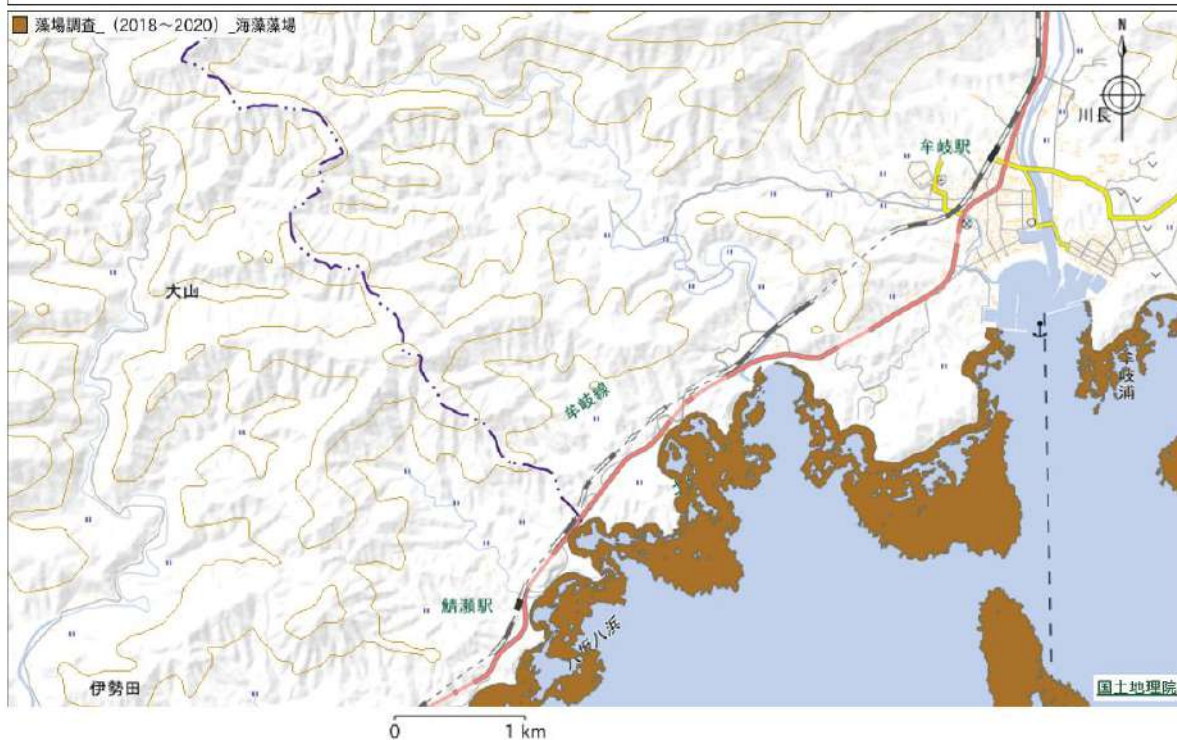 藻場調査_（2018～2020）_海藻藻場
N
川長
牟岐駅
大山
牟岐浦
牟岐線
鯖瀬駅
八坂八浜
伊勢田
国土地理院
0 1 km